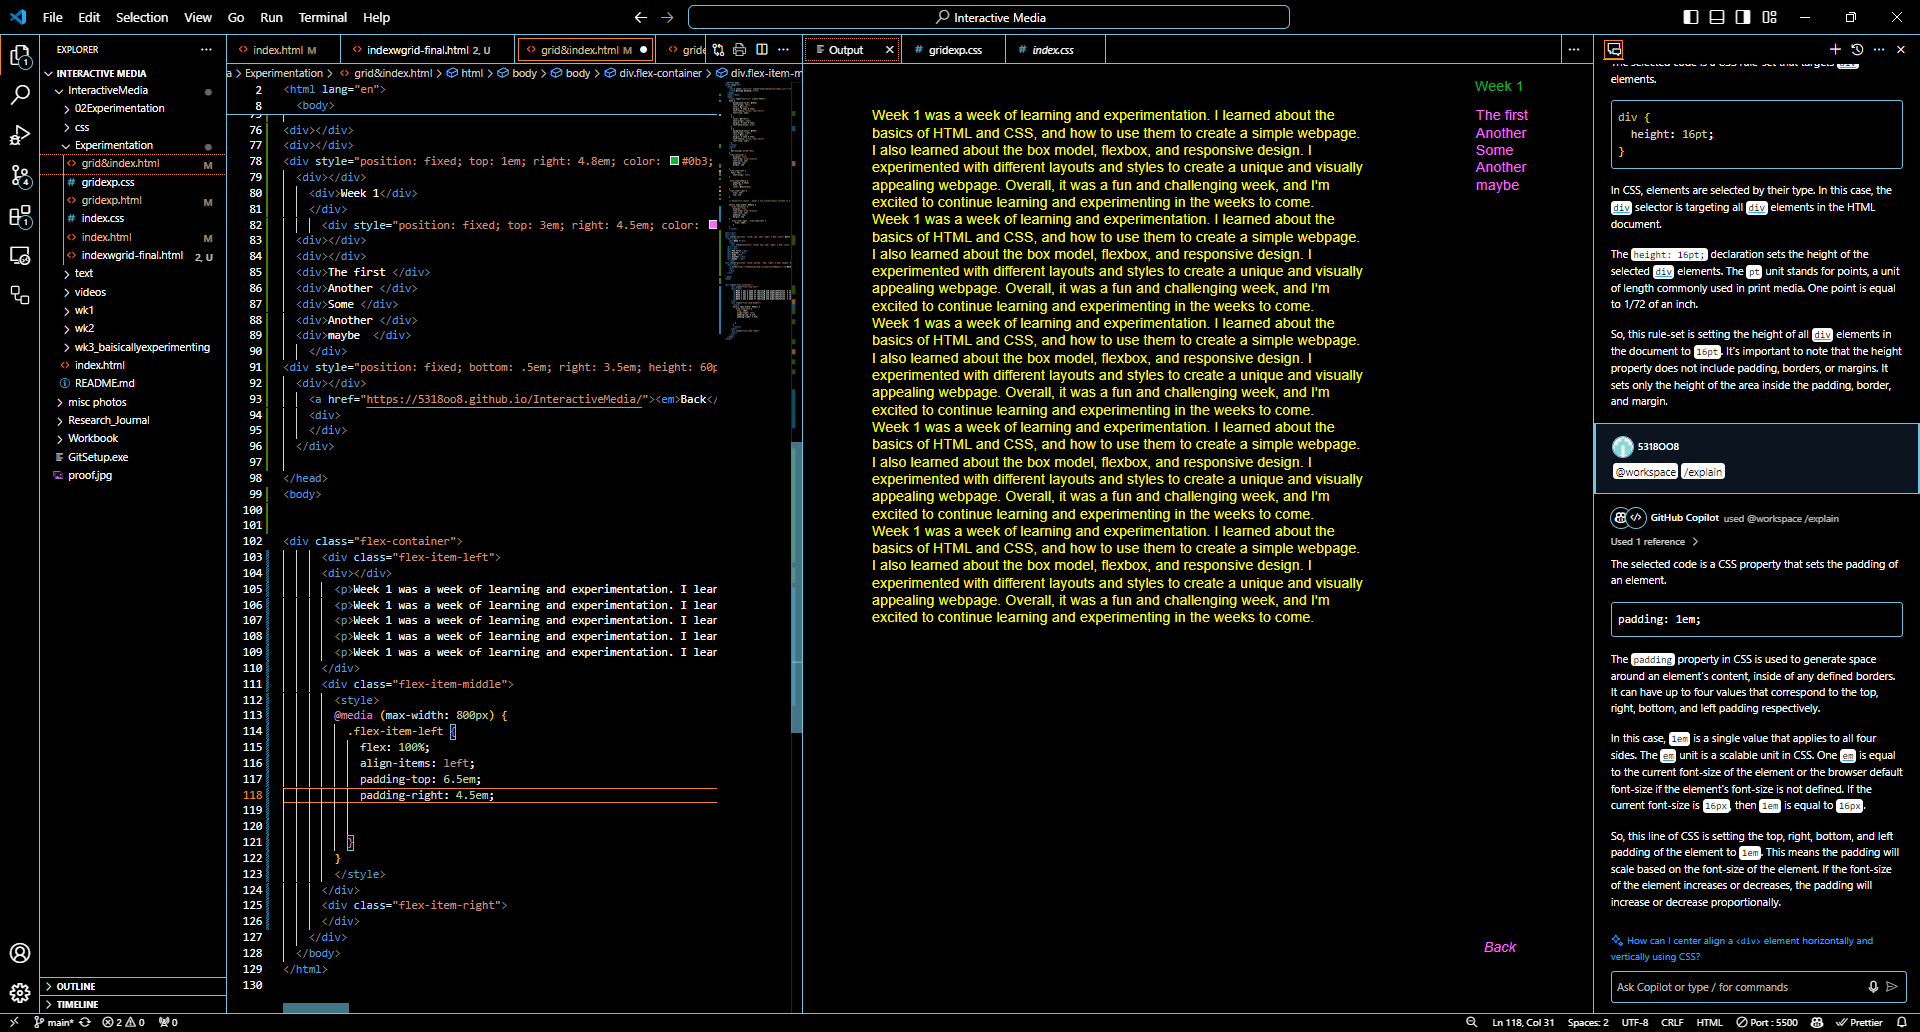 File Edit Selection View Go Run Terminal Help
Interactive Media
EXPLORER
INTERACTIVE MEDIA
InteractiveMedia
02Experimentation
css
Experimentation
grid&index.html M
gridexp.css
gridexp.html M
index.css
index.html M
indexwgrid-final.html 2, U
text
videos
wk1
wk2
wk3_baisicallyexperimenting
index.html
README.md
misc photos
Research_Journal
Workbook
GitSetup.exe
proof.jpg
OUTLINE
TIMELINE
index.html M
indexwgrid-final.html 2, U
grid&index.html M
gride
a > Experimentation > grid&index.html > html > body > body > div.flex-container > div.flex-item-m
2 <html lang="en">
8 <body>
76 <div></div>
77 <div></div>
78 <div style="position: fixed; top: 1em; right: 4.8em; color: #0b3;
79 <div></div>
80 <div>Week 1</div>
81 </div>
82 <div style="position: fixed; top: 3em; right: 4.5em; color:
83 <div></div>
84 <div></div>
85 <div>The first </div>
86 <div>Another </div>
87 <div>Some </div>
88 <div>Another </div>
89 <div>maybe  </div>
90 </div>
91 <div style="position: fixed; bottom: .5em; right: 3.5em; height: 60p
92 <div></div>
93 <a href="https://5318oo8.github.io/InteractiveMedia/"><em>Back</
94 <div>
95 </div>
96 </div>
97
98 </head>
99 <body>
100
101
102 <div class="flex-container">
103 <div class="flex-item-left">
104 <div></div>
105 <p>Week 1 was a week of learning and experimentation. I lear
106 <p>Week 1 was a week of learning and experimentation. I lear
107 <p>Week 1 was a week of learning and experimentation. I lear
108 <p>Week 1 was a week of learning and experimentation. I lear
109 <p>Week 1 was a week of learning and experimentation. I lear
110 </div>
111 <div class="flex-item-middle">
112 <style>
113 @media (max-width: 800px) {
114 .flex-item-left {
115 flex: 100%;
116 align-items: left;
117 padding-top: 6.5em;
118 padding-right: 4.5em;
119
120
121 }
122 }
123 </style>
124 </div>
125 <div class="flex-item-right">
126 </div>
127 </div>
128 </body>
129 </html>
130
Output
gridexp.css
index.css
Week 1
The first
Another
Some
Another
maybe
Week 1 was a week of learning and experimentation. I learned about the
basics of HTML and CSS, and how to use them to create a simple webpage.
I also learned about the box model, flexbox, and responsive design. I
experimented with different layouts and styles to create a unique and visually
appealing webpage. Overall, it was a fun and challenging week, and I'm
excited to continue learning and experimenting in the weeks to come.
Week 1 was a week of learning and experimentation. I learned about the
basics of HTML and CSS, and how to use them to create a simple webpage.
I also learned about the box model, flexbox, and responsive design. I
experimented with different layouts and styles to create a unique and visually
appealing webpage. Overall, it was a fun and challenging week, and I'm
excited to continue learning and experimenting in the weeks to come.
Week 1 was a week of learning and experimentation. I learned about the
basics of HTML and CSS, and how to use them to create a simple webpage.
I also learned about the box model, flexbox, and responsive design. I
experimented with different layouts and styles to create a unique and visually
appealing webpage. Overall, it was a fun and challenging week, and I'm
excited to continue learning and experimenting in the weeks to come.
Week 1 was a week of learning and experimentation. I learned about the
basics of HTML and CSS, and how to use them to create a simple webpage.
I also learned about the box model, flexbox, and responsive design. I
experimented with different layouts and styles to create a unique and visually
appealing webpage. Overall, it was a fun and challenging week, and I'm
excited to continue learning and experimenting in the weeks to come.
Week 1 was a week of learning and experimentation. I learned about the
basics of HTML and CSS, and how to use them to create a simple webpage.
I also learned about the box model, flexbox, and responsive design. I
experimented with different layouts and styles to create a unique and visually
appealing webpage. Overall, it was a fun and challenging week, and I'm
excited to continue learning and experimenting in the weeks to come.
Back
elements.
div {
height: 16pt;
}
In CSS, elements are selected by their type. In this case, the
div selector is targeting all div elements in the HTML
document.
The height: 16pt; declaration sets the height of the
selected div elements. The pt unit stands for points, a unit
of length commonly used in print media. One point is equal
to 1/72 of an inch.
So, this rule-set is setting the height of all div elements in
the document to 16pt. It's important to note that the height
property does not include padding, borders, or margins. It
sets only the height of the area inside the padding, border,
and margin.
5318OO8
@workspace /explain
GitHub Copilot used @workspace /explain
Used 1 reference >
The selected code is a CSS property that sets the padding of
an element.
padding: 1em;
The padding property in CSS is used to generate space
around an element's content, inside of any defined borders.
It can have up to four values that correspond to the top,
right, bottom, and left padding respectively.
In this case, 1em is a single value that applies to all four
sides. The em unit is a scalable unit in CSS. One em is equal
to the current font-size of the element or the browser default
font-size if the element's font-size is not defined. If the
current font-size is 16px, then 1em is equal to 16px.
So, this line of CSS is setting the top, right, bottom, and left
padding of the element to 1em. This means the padding will
scale based on the font-size of the element. If the font-size
of the element increases or decreases, the padding will
increase or decrease proportionally.
How can I center align a <div> element horizontally and
vertically using CSS?
Ask Copilot or type / for commands
main* 2 0 0
Ln 118, Col 31 Spaces: 2 UTF-8 CRLF HTML Port : 5500 Prettier